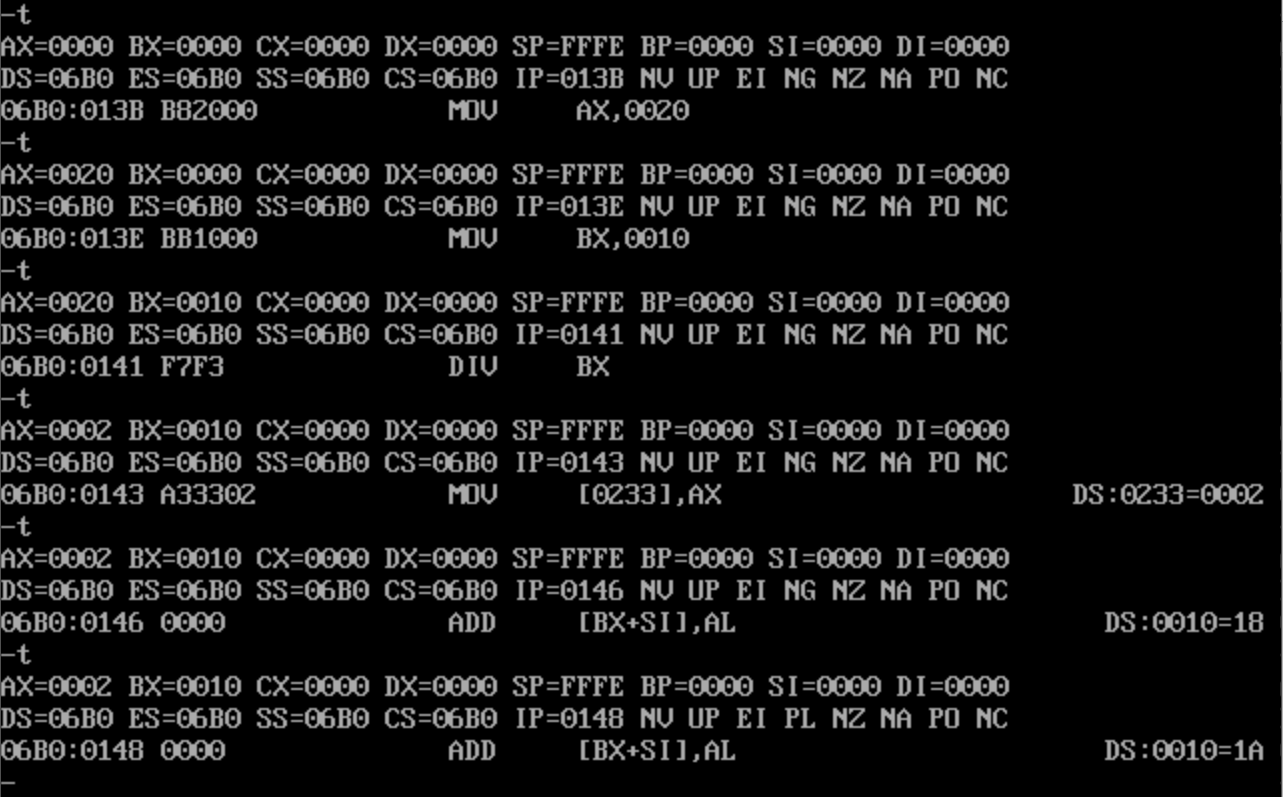 -t
AX=0000 BX=0000 CX=0000 DX=0000 SP=FFFE BP=0000 SI=0000 DI=0000
DS=06B0 ES=06B0 SS=06B0 CS=06B0 IP=013B NV UP EI NG NZ NA PO NC
06B0:013B B82000 MOV AX,0020
-t
AX=0020 BX=0000 CX=0000 DX=0000 SP=FFFE BP=0000 SI=0000 DI=0000
DS=06B0 ES=06B0 SS=06B0 CS=06B0 IP=013E NV UP EI NG NZ NA PO NC
06B0:013E BB1000 MOV BX,0010
-t
AX=0020 BX=0010 CX=0000 DX=0000 SP=FFFE BP=0000 SI=0000 DI=0000
DS=06B0 ES=06B0 SS=06B0 CS=06B0 IP=0141 NV UP EI NG NZ NA PO NC
06B0:0141 F7F3 DIV BX
-t
AX=0002 BX=0010 CX=0000 DX=0000 SP=FFFE BP=0000 SI=0000 DI=0000
DS=06B0 ES=06B0 SS=06B0 CS=06B0 IP=0143 NV UP EI NG NZ NA PO NC
06B0:0143 A33302 MOV [0233],AX DS:0233=0002
-t
AX=0002 BX=0010 CX=0000 DX=0000 SP=FFFE BP=0000 SI=0000 DI=0000
DS=06B0 ES=06B0 SS=06B0 CS=06B0 IP=0146 NV UP EI NG NZ NA PO NC
06B0:0146 0000 ADD [BX+SI],AL DS:0010=18
-t
AX=0002 BX=0010 CX=0000 DX=0000 SP=FFFE BP=0000 SI=0000 DI=0000
DS=06B0 ES=06B0 SS=06B0 CS=06B0 IP=0148 NV UP EI PL NZ NA PO NC
06B0:0148 0000 ADD [BX+SI],AL DS:0010=1A
-